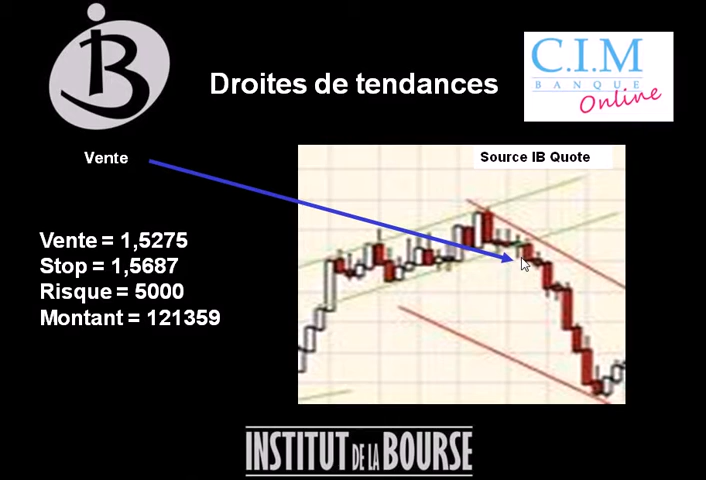 B
Droites de tendances
C.I.M
BANQUE
Online
Vente
Source IB Quote
Vente = 1,5275
Stop = 1,5687
Risque = 5000
Montant = 121359
INSTITUT DE LA BOURSE